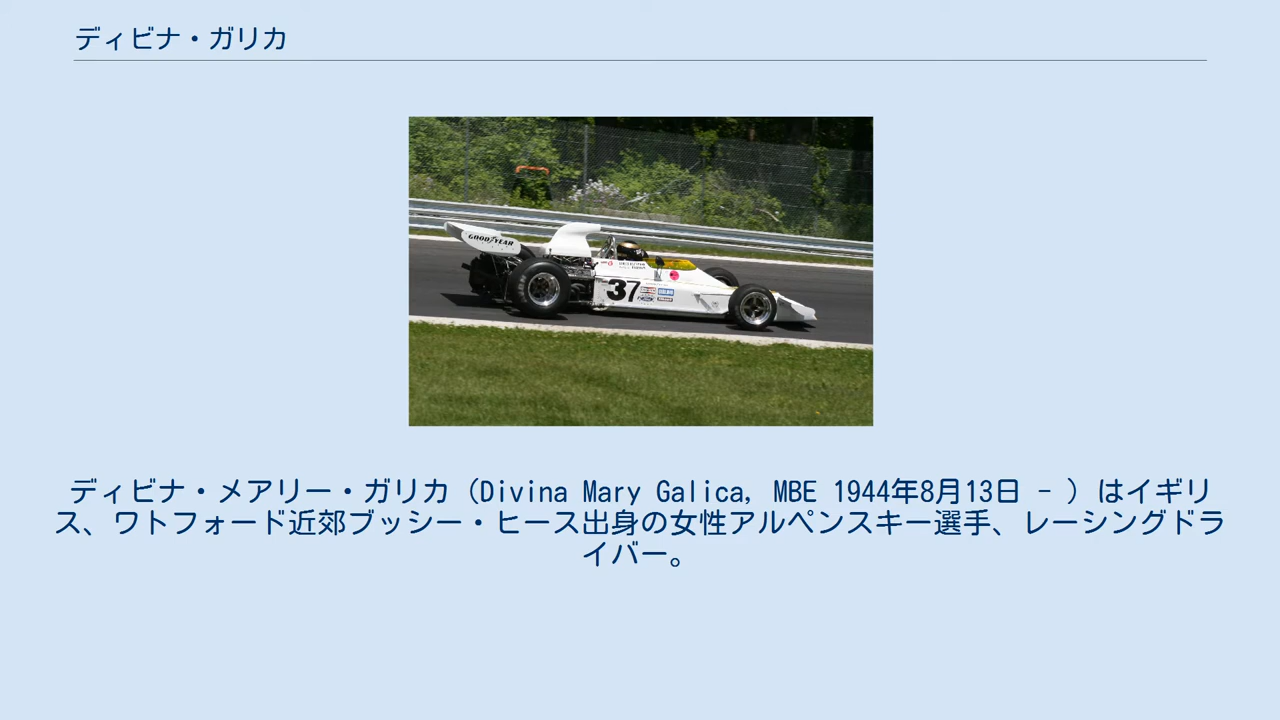 ディビナ・ガリカ
GOODYEAR
37
ディビナ・メアリー・ガリカ（Divina Mary Galica, MBE 1944年8月13日 - ）はイギリ
ス、ワトフォード近郊ブッシー・ヒース出身の女性アルペンスキー選手、レーシングドラ
イバー。